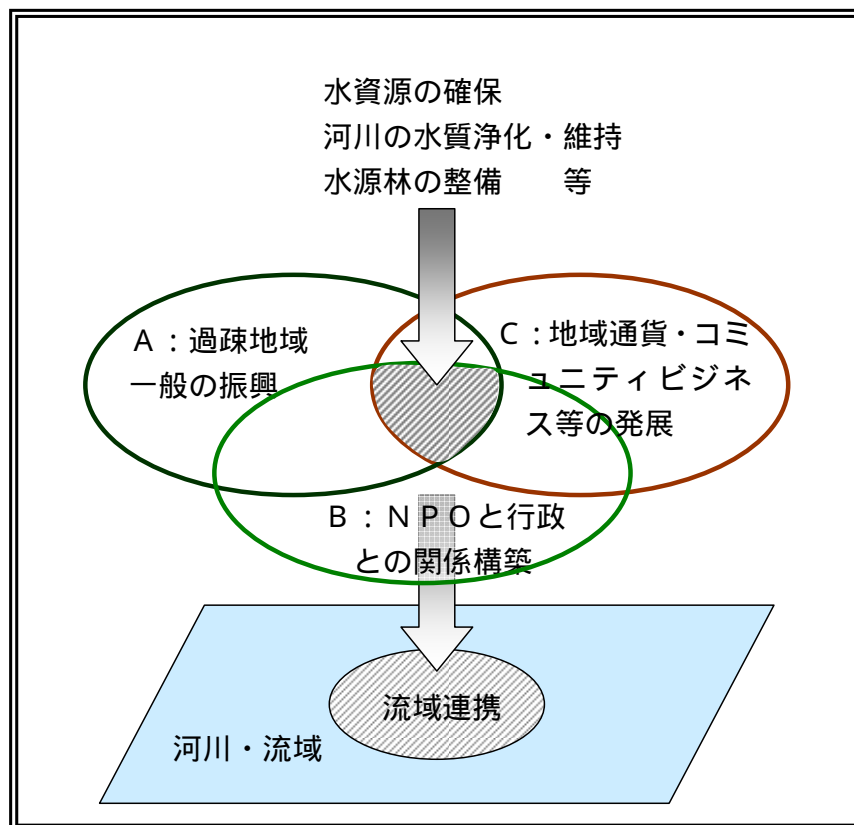 水資源の確保
河川の水質浄化・維持
水源林の整備　　等
A：過疎地域
一般の振興
C：地域通貨・コミ
ュニティビジネ
ス等の発展
B：ＮＰＯと行政
との関係構築
流域連携
河川・流域